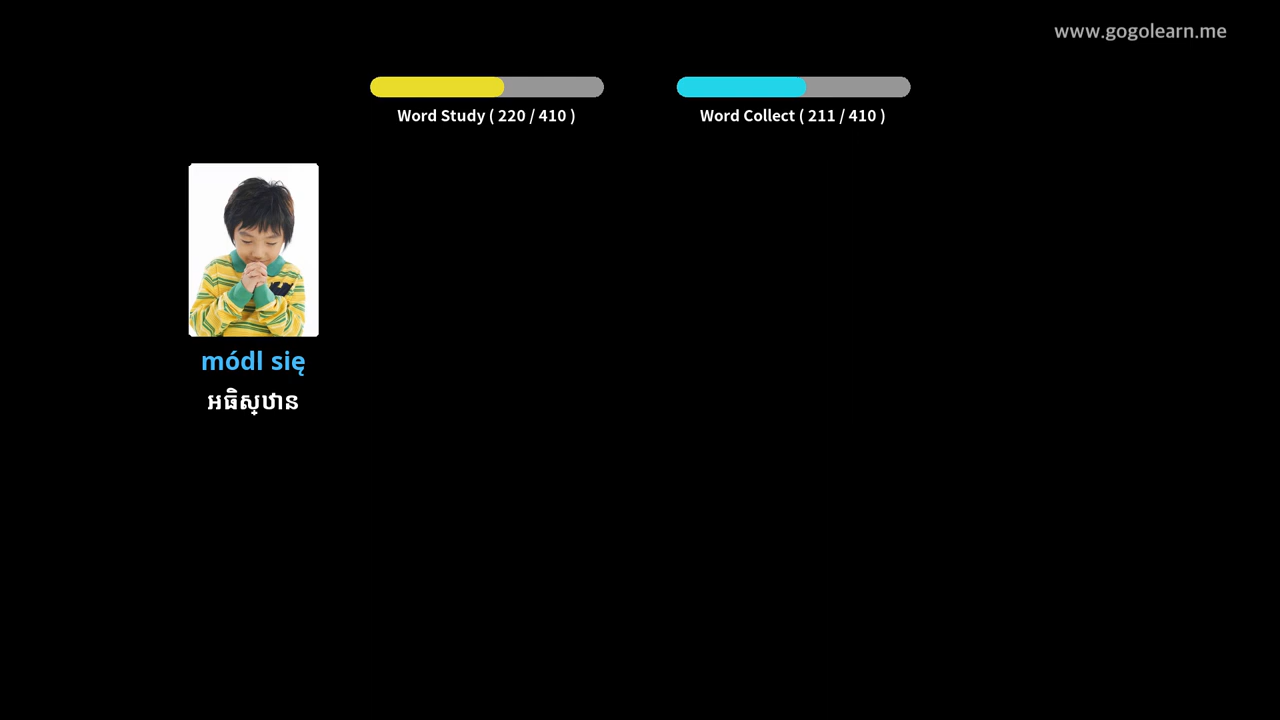 www.gogolearn.me
Word Study ( 220 / 410 )
Word Collect ( 211 / 410 )
módl się
អធិស្ឋាន